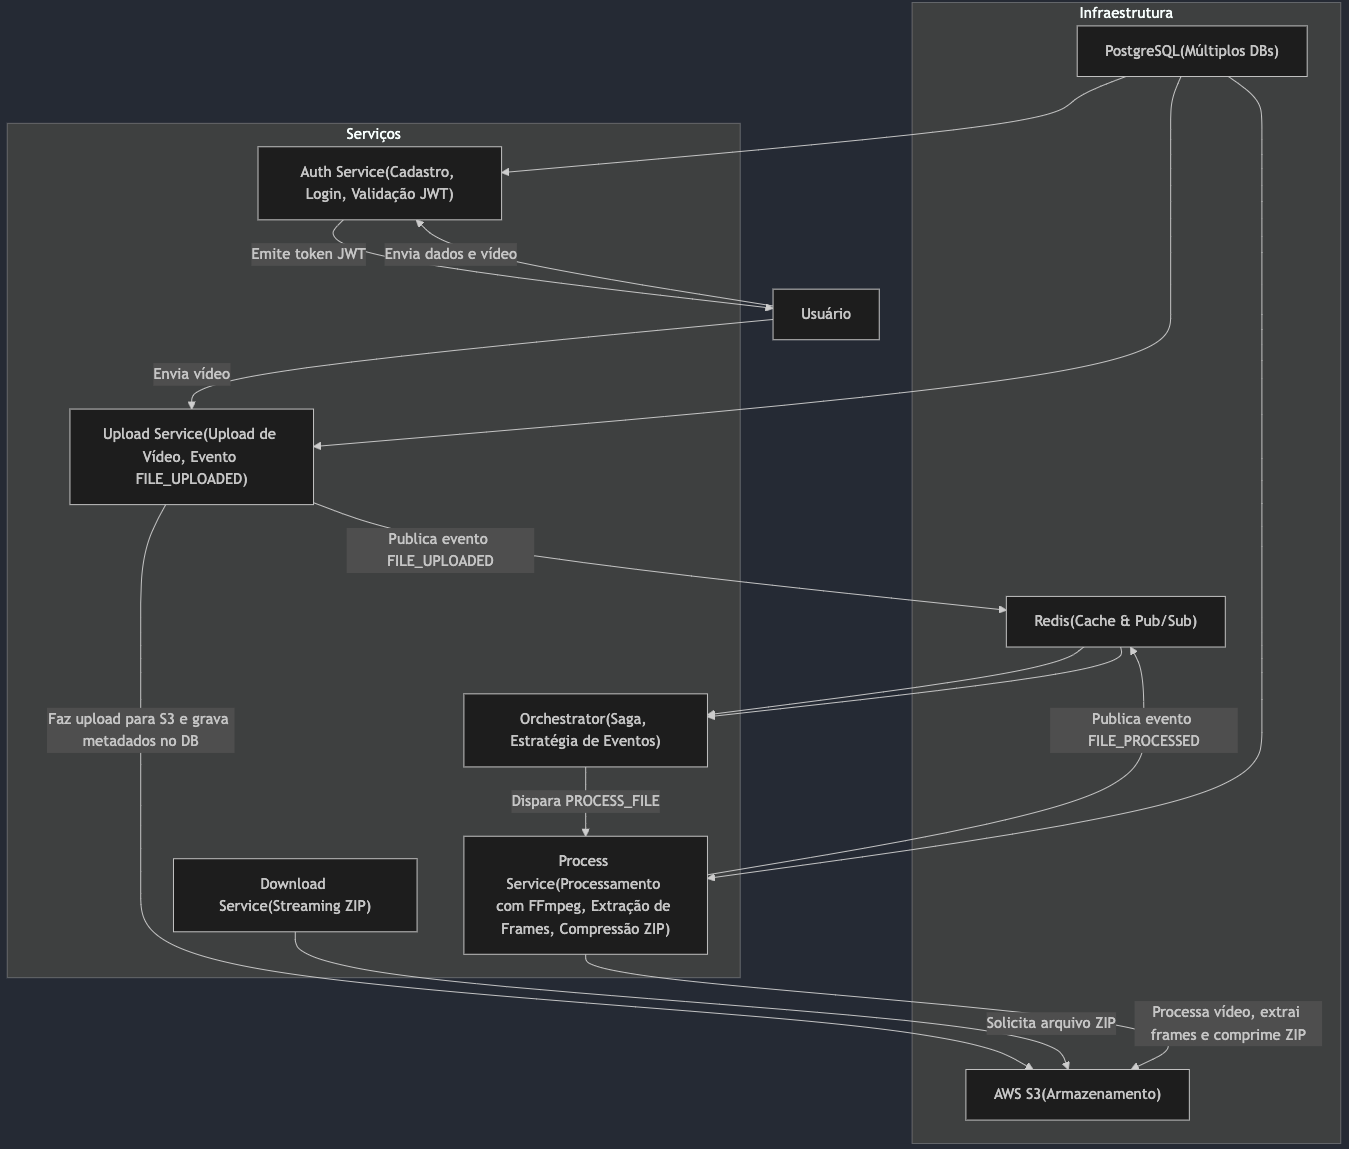 Infraestrutura
PostgreSQL(Múltiplos DBs)
Serviços
Auth Service(Cadastro,
Login, Validação JWT)
Emite token JWT
Envia dados e vídeo
Usuário
Envia vídeo
Upload Service(Upload de
Vídeo, Evento
FILE_UPLOADED)
Publica evento
FILE_UPLOADED
Redis(Cache & Pub/Sub)
Faz upload para S3 e grava
metadados no DB
Orchestrator(Saga,
Estratégia de Eventos)
Publica evento
FILE_PROCESSED
Dispara PROCESS_FILE
Download
Service(Streaming ZIP)
Process
Service(Processamento
com FFmpeg, Extração de
Frames, Compressão ZIP)
Solicita arquivo ZIP
Processa vídeo, extrai
frames e comprime ZIP
AWS S3(Armazenamento)